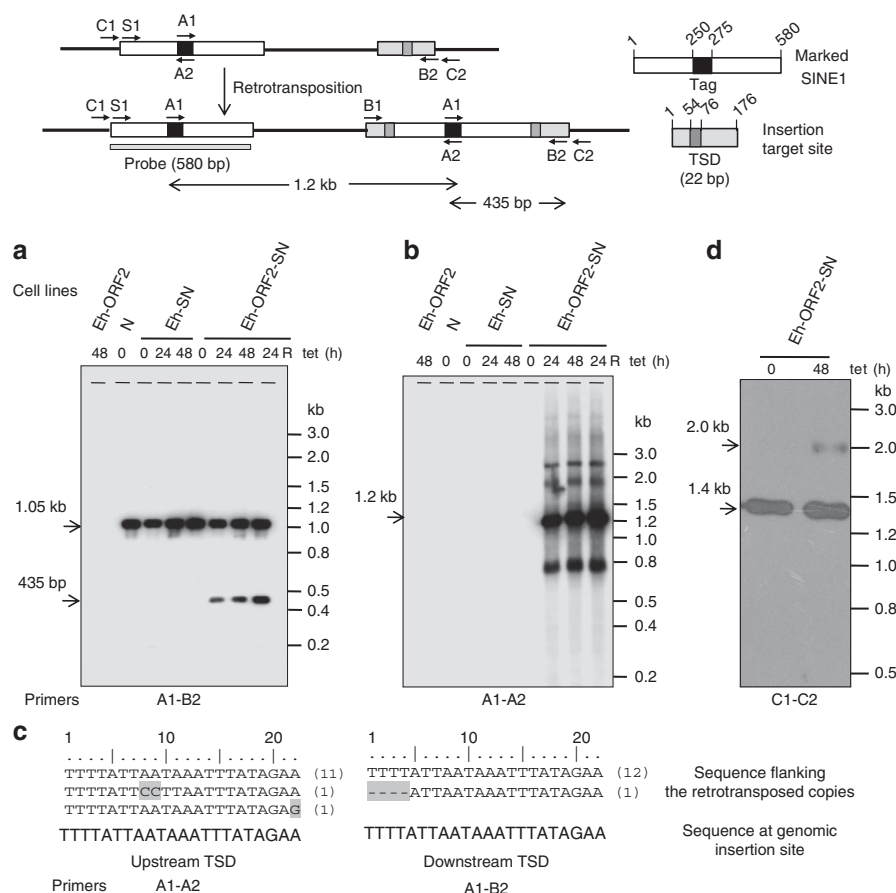 C1 S1 A1
A2 B2 C2
Retrotransposition
C1 S1 A1 B1 A1
A2 B2 C2
Probe (580 bp)
1.2 kb
435 bp
1 250 275 580
Marked
SINE1
Tag
1 54 76 176
Insertion
target site
TSD
(22 bp)
a
Cell lines
Eh-ORF2 N Eh-SN Eh-ORF2-SN
48 0 0 24 48 0 24 48 24 R tet (h)
kb
3.0
2.0
1.5
1.2
1.05 kb
1.0
0.8
435 bp
0.5
0.4
0.2
Primers A1-B2
b
Eh-ORF2 N Eh-SN Eh-ORF2-SN
48 0 0 24 48 0 24 48 24 R tet (h)
kb
3.0
2.0
1.2 kb
1.5
1.2
1.0
0.8
0.5
0.4
0.2
A1-A2
d
Eh-ORF2-SN
0 48 tet (h)
kb
3.0
2.0 kb
2.0
1.4 kb
1.5
1.2
1.0
0.8
0.5
C1-C2
c
1 10 20
TTTTATTAATAAATTTATAGAA (11)
TTTTATTCCTAAATTTATAGAA (1)
TTTTATTAATAAATTTATAGAG (1)
TTTTATTAATAAATTTATAGAA
Upstream TSD
Primers A1-A2
1 10 20
TTTTATTAATAAATTTATAGAA (12)
----ATTAATAAATTTATAGAA (1)
TTTTATTAATAAATTTATAGAA
Downstream TSD
A1-B2
Sequence flanking
the retrotransposed copies
Sequence at genomic
insertion site